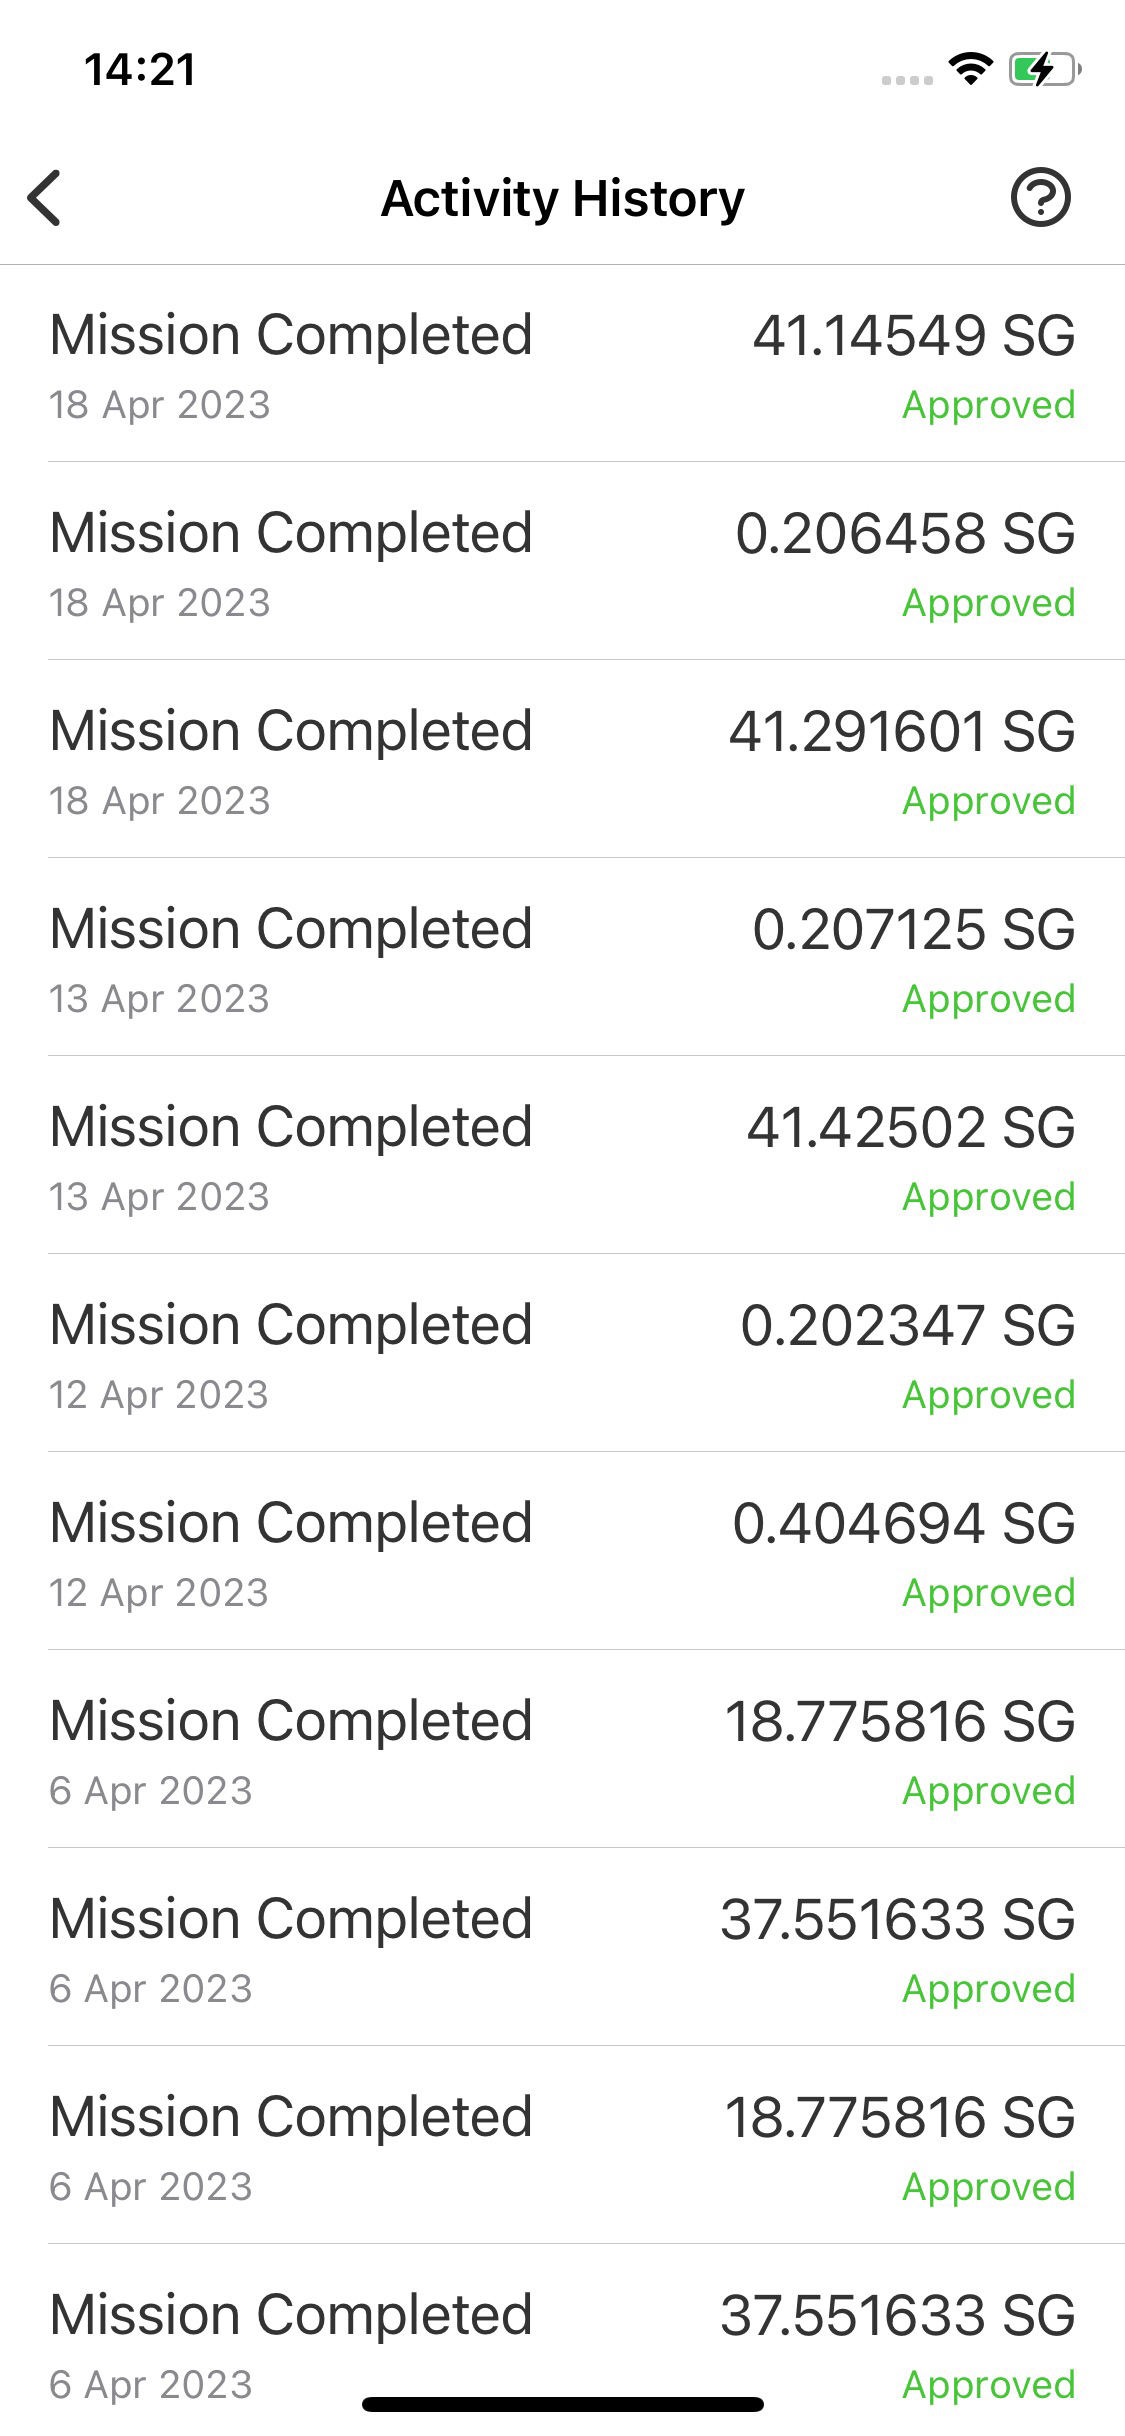 14:21
Activity History
Mission Completed 41.14549 SG
18 Apr 2023 Approved
Mission Completed 0.206458 SG
18 Apr 2023 Approved
Mission Completed 41.291601 SG
18 Apr 2023 Approved
Mission Completed 0.207125 SG
13 Apr 2023 Approved
Mission Completed 41.42502 SG
13 Apr 2023 Approved
Mission Completed 0.202347 SG
12 Apr 2023 Approved
Mission Completed 0.404694 SG
12 Apr 2023 Approved
Mission Completed 18.775816 SG
6 Apr 2023 Approved
Mission Completed 37.551633 SG
6 Apr 2023 Approved
Mission Completed 18.775816 SG
6 Apr 2023 Approved
Mission Completed 37.551633 SG
6 Apr 2023 Approved